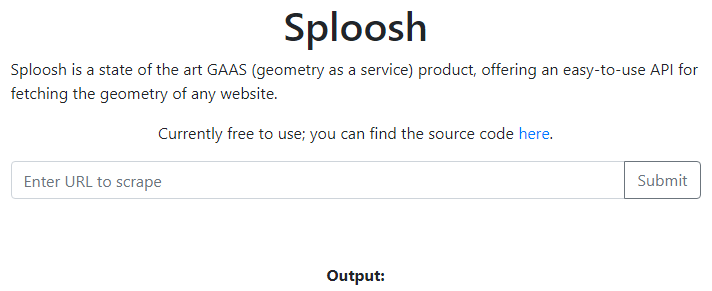 Sploosh
Sploosh is a state of the art GAAS (geometry as a service) product, offering an easy-to-use API for
fetching the geometry of any website.
Currently free to use; you can find the source code here.
Enter URL to scrape
Submit
Output: